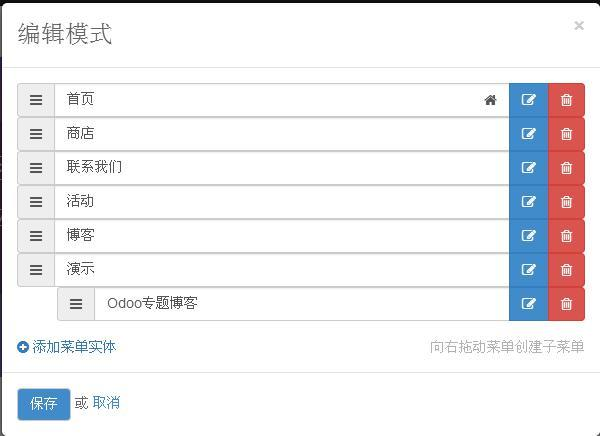 编辑模式
×
首页
商店
联系我们
活动
博客
演示
Odoo专题博客
添加菜单实体 向右拖动菜单创建子菜单
保存 或 取消